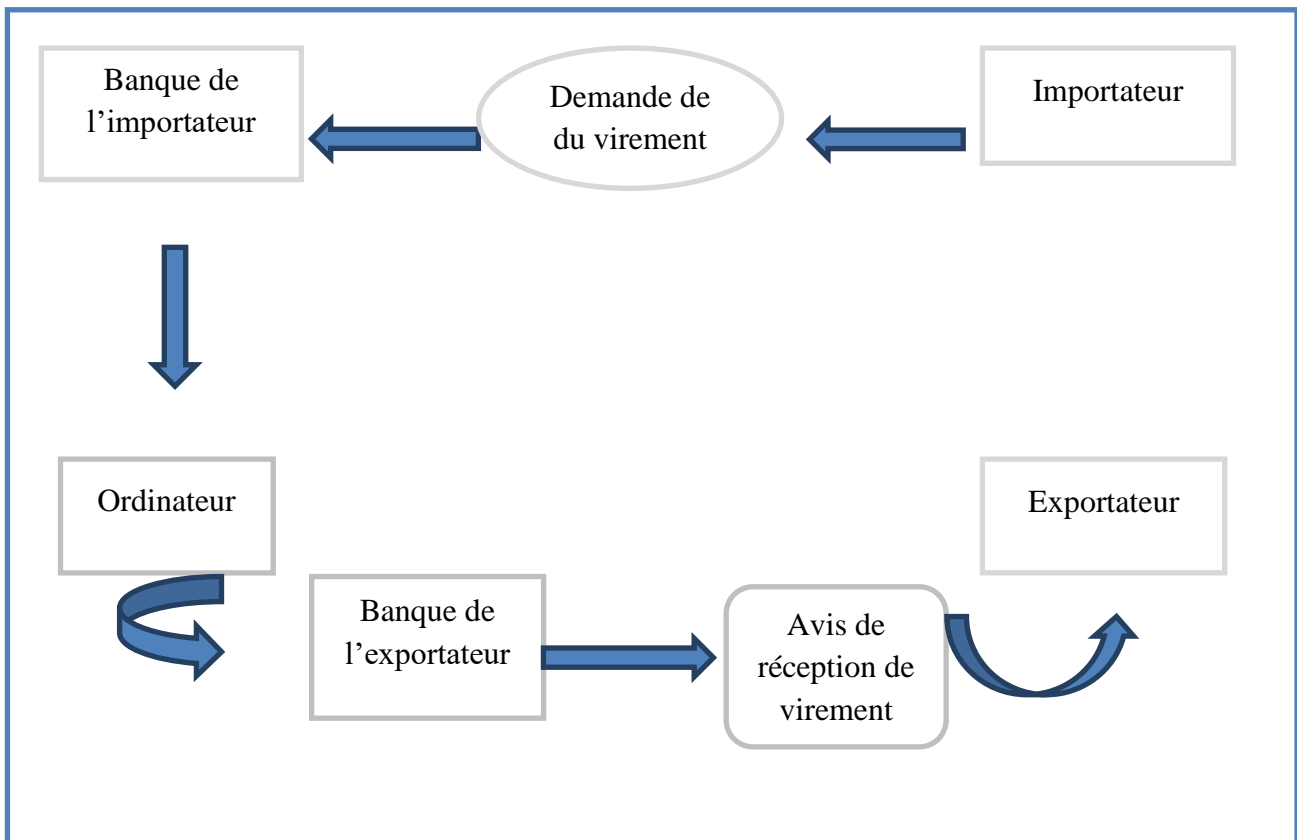 Banque de
l'importateur
Demande de
du virement
Importateur
Ordinateur
Exportateur
Banque de
l'exportateur
Avis de
réception de
virement